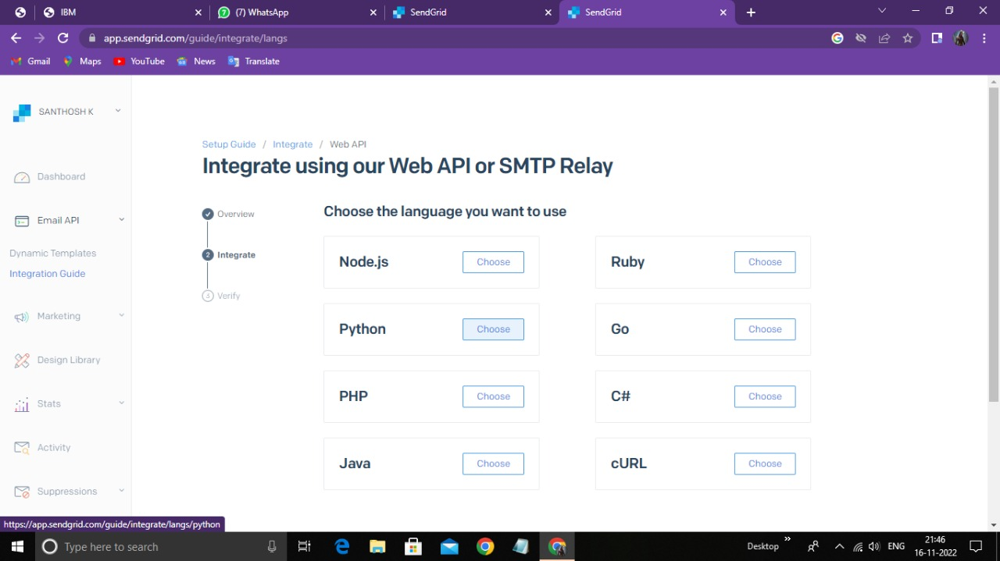 IBM
(7) WhatsApp
SendGrid
SendGrid
app.sendgrid.com/guide/integrate/langs
Gmail
Maps
YouTube
News
Translate
SANTHOSH K
Dashboard
Email API
Dynamic Templates
Integration Guide
Marketing
Design Library
Stats
Activity
Suppressions
Setup Guide / Integrate / Web API
Integrate using our Web API or SMTP Relay
Overview
2 Integrate
3 Verify
Choose the language you want to use
Node.js Choose
Ruby Choose
Python Choose
Go Choose
PHP Choose
C# Choose
Java Choose
cURL Choose
https://app.sendgrid.com/guide/integrate/langs/python
Type here to search
Desktop
ENG
21:46
16-11-2022